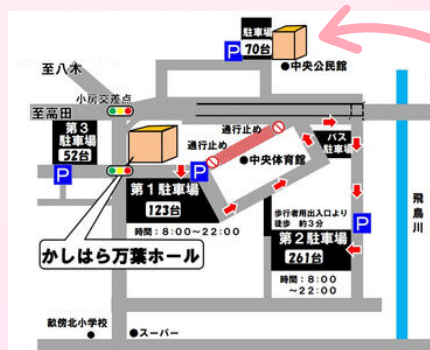 駐車場
70台
P
●中央公民館
至八木
小房交差点
至高田
第3
駐車場
52台
P
通行止め
通行止め
●中央体育館
バス
駐車場
P
第1駐車場
123台
時間:8:00~22:00
かしはら万葉ホール
歩行者用出入口より
徒歩 約3分
P
第2駐車場
261台
時間:8:00
~22:00
飛鳥川
畝傍北小学校
●スーパー